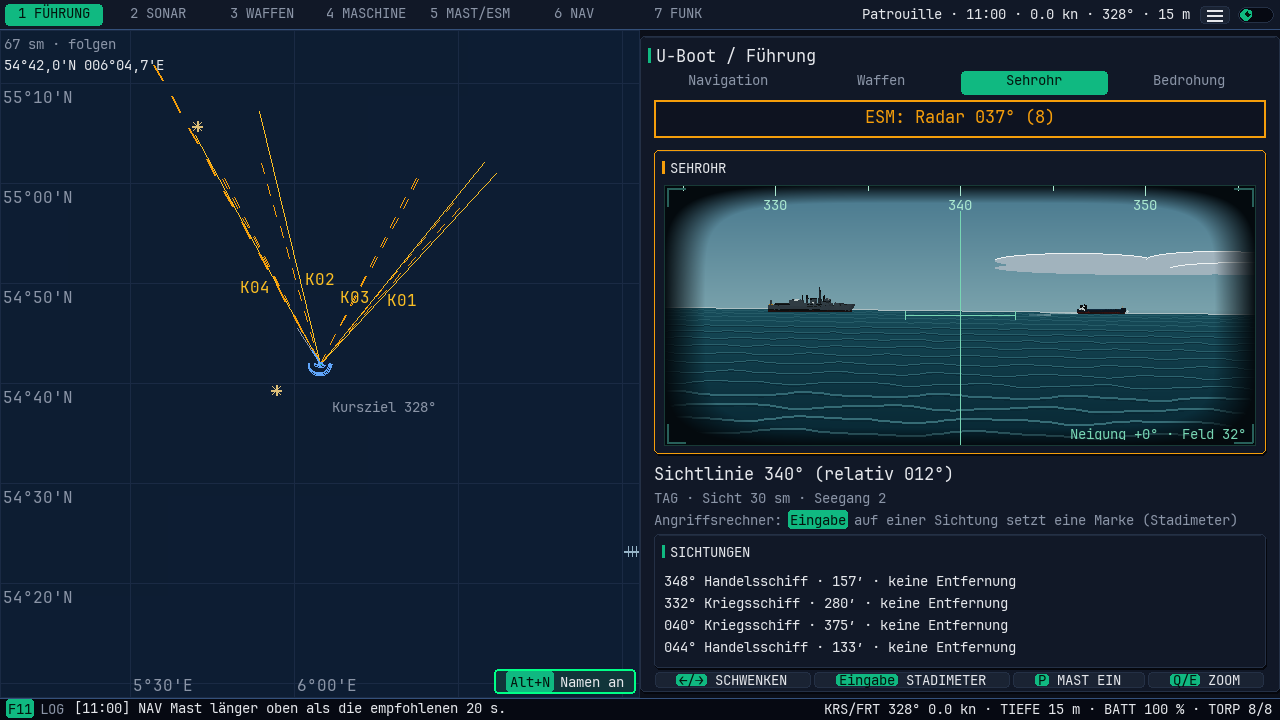 1 FÜHRUNG 2 SONAR 3 WAFFEN 4 MASCHINE 5 MAST/ESM 6 NAV 7 FUNK Patrouille · 11:00 · 0.0 kn · 328° · 15 m
67 sm · folgen
54°42,0'N 006°04,7'E
55°10'N
55°00'N
54°50'N
54°40'N
54°30'N
54°20'N
5°30'E 6°00'E
K04
K02
K03
K01
Kursziel 328°
Alt+N Namen an
U-Boot / Führung
Navigation Waffen Sehrohr Bedrohung
ESM: Radar 037° (8)
SEHROHR
330 340 350
Neigung +0° · Feld 32°
Sichtlinie 340° (relativ 012°)
TAG · Sicht 30 sm · Seegang 2
Angriffsrechner: Eingabe auf einer Sichtung setzt eine Marke (Stadimeter)
SICHTUNGEN
348° Handelsschiff · 157′ · keine Entfernung
332° Kriegsschiff · 280′ · keine Entfernung
040° Kriegsschiff · 375′ · keine Entfernung
044° Handelsschiff · 133′ · keine Entfernung
←/→ SCHWENKEN Eingabe STADIMETER P MAST EIN Q/E ZOOM
F11 LOG [11:00] NAV Mast länger oben als die empfohlenen 20 s. KRS/FRT 328° 0.0 kn · TIEFE 15 m · BATT 100 % · TORP 8/8